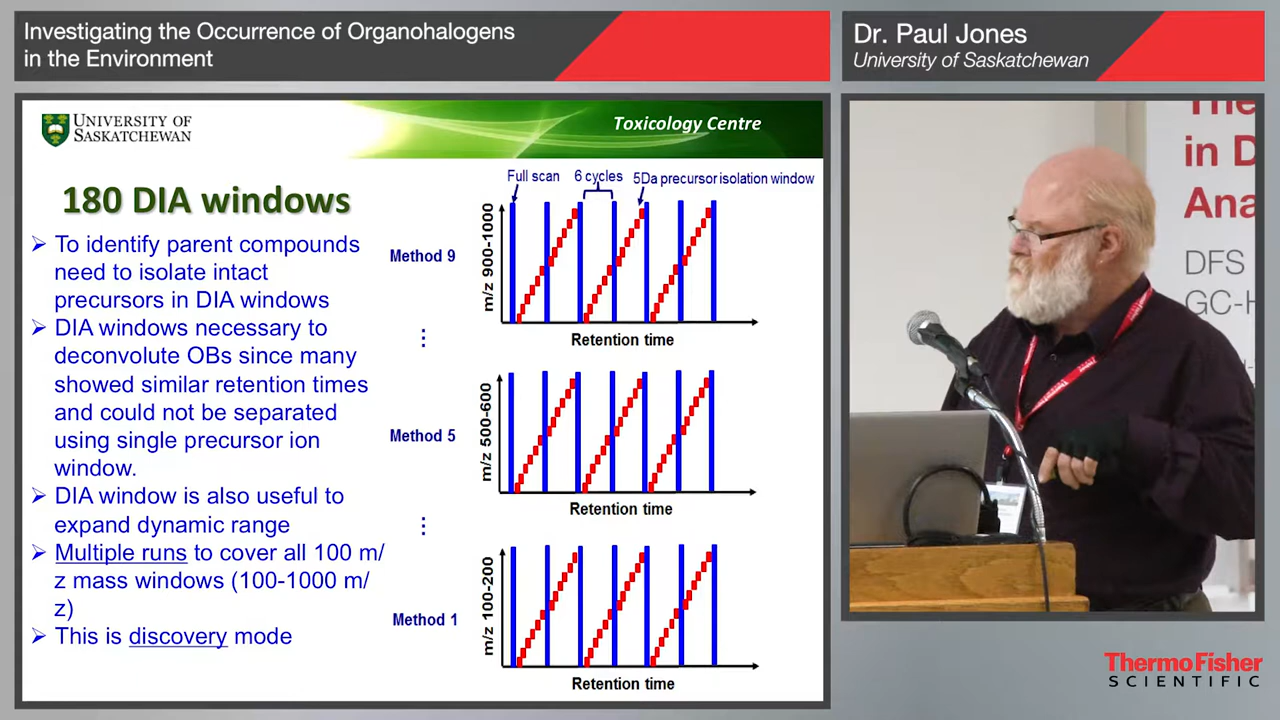 Investigating the Occurrence of Organohalogens
in the Environment
Dr. Paul Jones
University of Saskatchewan
UNIVERSITY OF
SASKATCHEWAN
Toxicology Centre
180 DIA windows
➢ To identify parent compounds
need to isolate intact
precursors in DIA windows
➢ DIA windows necessary to
deconvolute OBs since many
showed similar retention times
and could not be separated
using single precursor ion
window.
➢ DIA window is also useful to
expand dynamic range
➢ Multiple runs to cover all 100 m/
z mass windows (100-1000 m/
z)
➢ This is discovery mode
Full scan
6 cycles
5Da precursor isolation window
Method 9
m/z 900-1000
Retention time
⋮
Method 5
m/z 500-600
Retention time
⋮
Method 1
m/z 100-200
Retention time
in D
Ana
DFS
GC-H
ThermoFisher
SCIENTIFIC